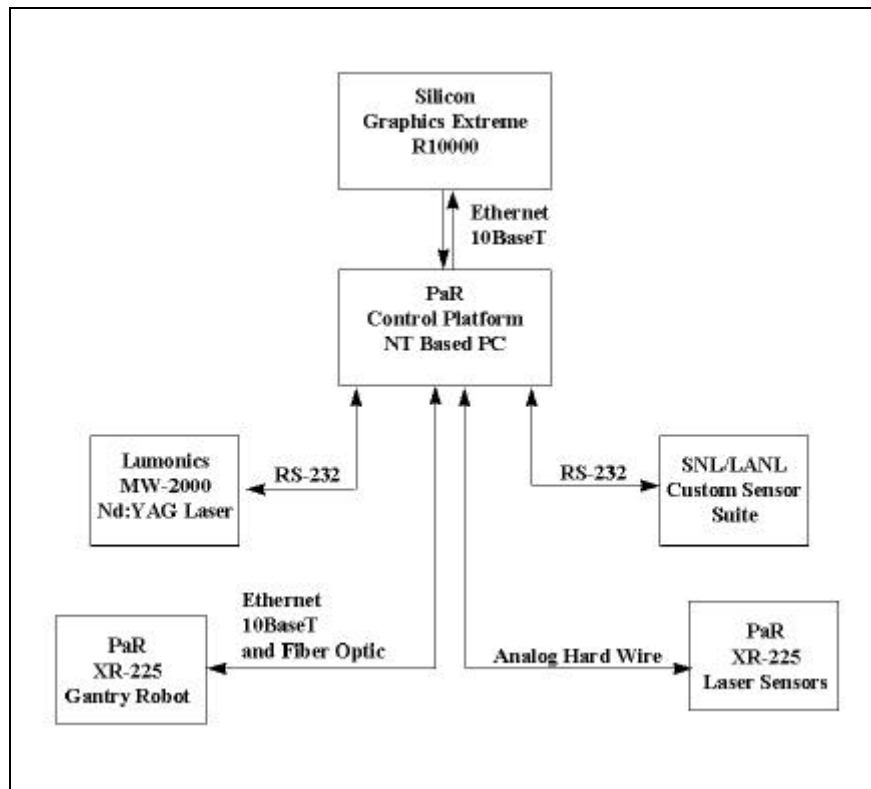 Silicon
Graphics Extreme
R10000
Ethernet
10BaseT
PaR
Control Platform
NT Based PC
Lumonics
MW-2000
Nd:YAG Laser
RS-232
RS-232
SNL/LANL
Custom Sensor
Suite
PaR
XR-225
Gantry Robot
Ethernet
10BaseT
and Fiber Optic
Analog Hard Wire
PaR
XR-225
Laser Sensors